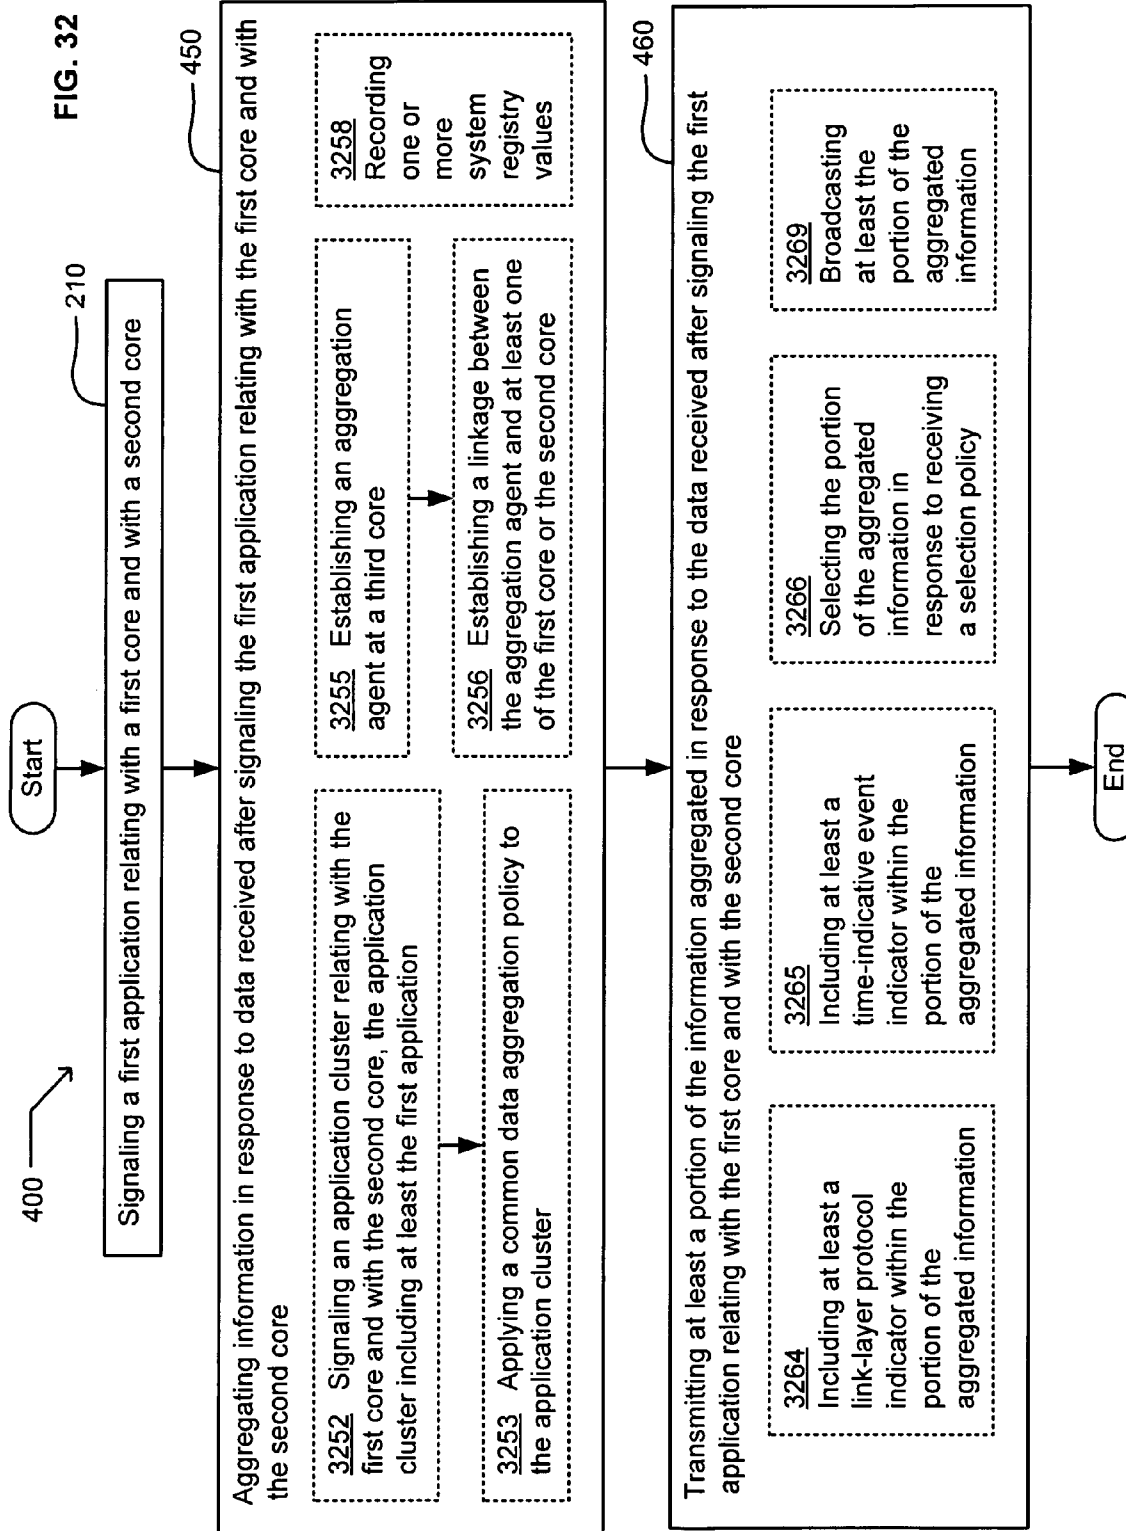 FIG. 32
400
Start
210
Signaling a first application relating with a first core and with a second core
450
Aggregating information in response to data received after signaling the first application relating with the first core and with
the second core
3252 Signaling an application cluster relating with the
first core and with the second core, the application
cluster including at least the first application
3253 Applying a common data aggregation policy to
the application cluster
3255 Establishing an aggregation
agent at a third core
3256 Establishing a linkage between
the aggregation agent and at least one
of the first core or the second core
3258
Recording
one or
more
system
registry
values
460
Transmitting at least a portion of the information aggregated in response to the data received after signaling the first
application relating with the first core and with the second core
3264
Including at least a
link-layer protocol
indicator within the
portion of the
aggregated information
3265
Including at least a
time-indicative event
indicator within the
portion of the
aggregated information
3266
Selecting the portion
of the aggregated
information in
response to receiving
a selection policy
3269
Broadcasting
at least the
portion of the
aggregated
information
End